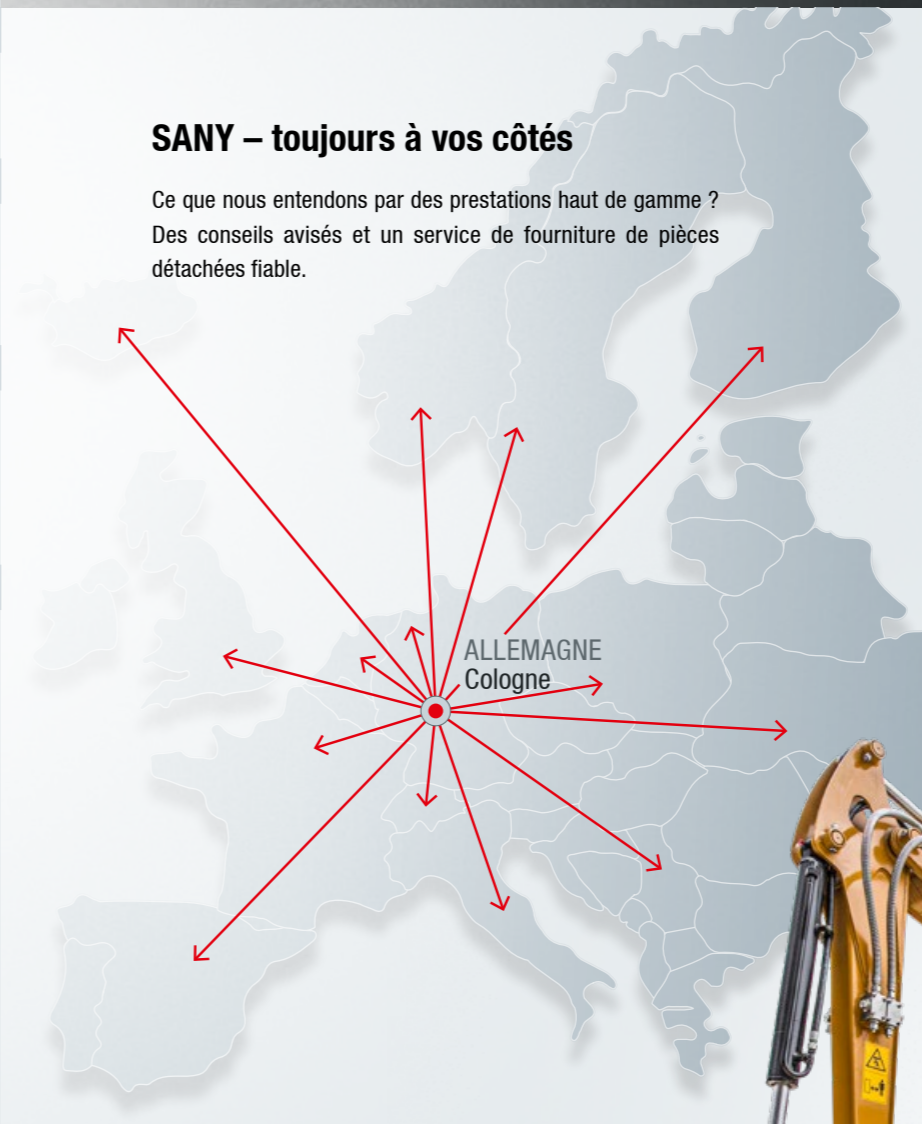 SANY – toujours à vos côtés
Ce que nous entendons par des prestations haut de gamme ?
Des conseils avisés et un service de fourniture de pièces
détachées fiable.
ALLEMAGNE
Cologne